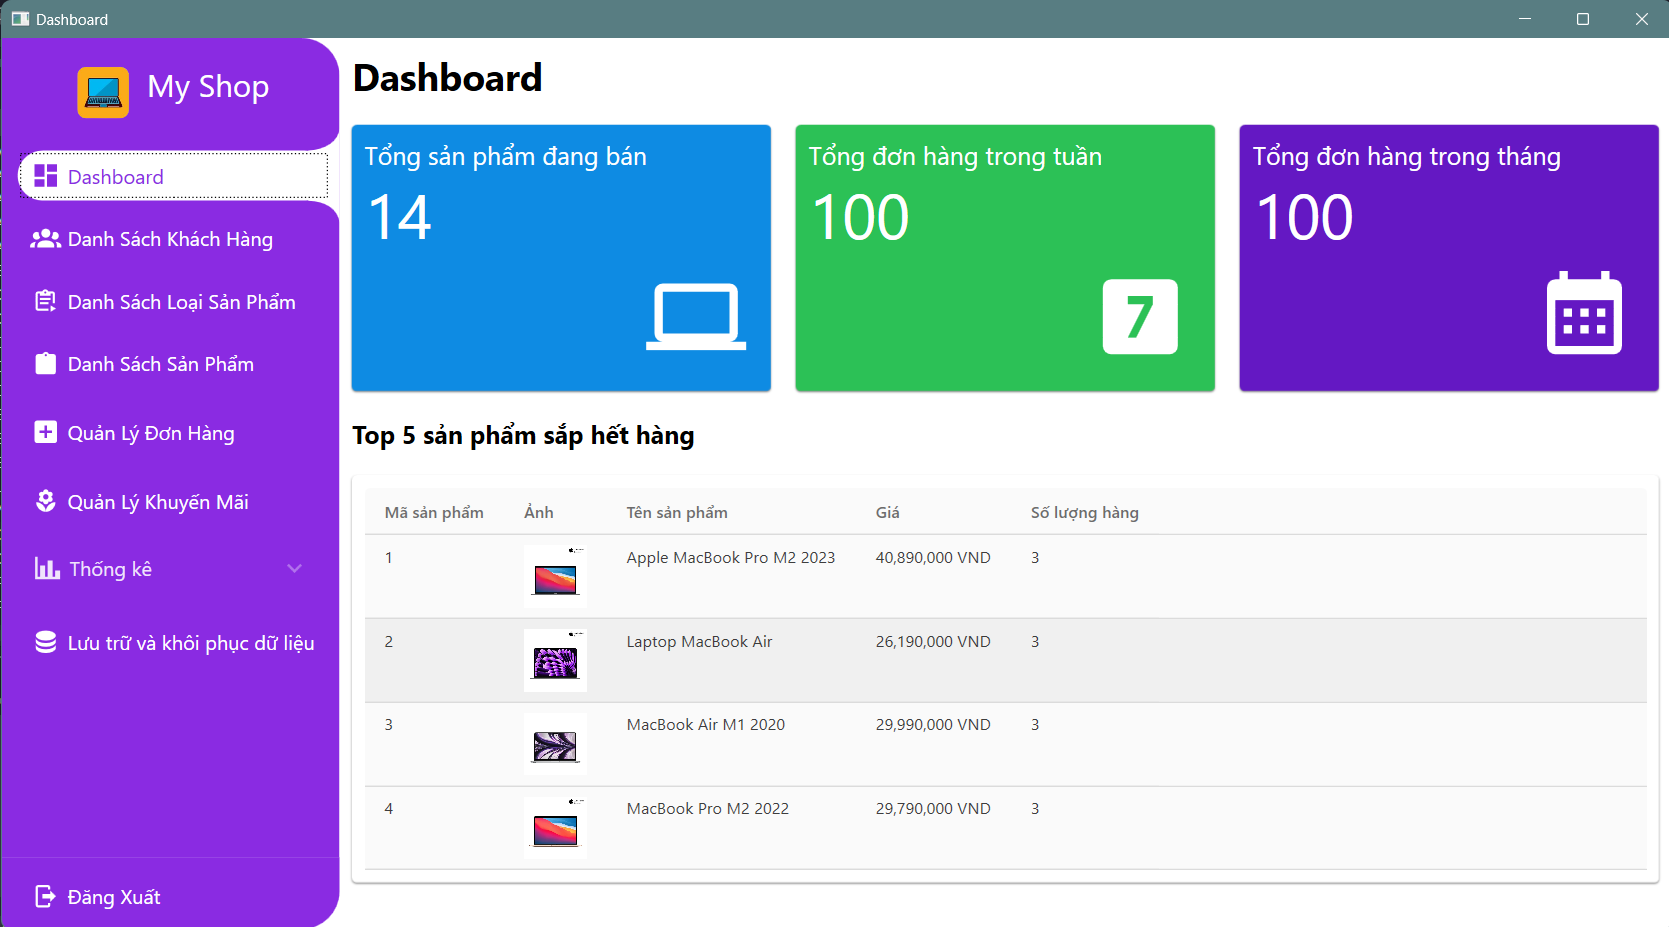 Dashboard
My Shop
Dashboard
Danh Sách Khách Hàng
Danh Sách Loại Sản Phẩm
Danh Sách Sản Phẩm
Quản Lý Đơn Hàng
Quản Lý Khuyến Mãi
Thống kê
Lưu trữ và khôi phục dữ liệu
Đăng Xuất
Dashboard
Tổng sản phẩm đang bán
14
Tổng đơn hàng trong tuần
100
7
Tổng đơn hàng trong tháng
100
Top 5 sản phẩm sắp hết hàng
Mã sản phẩm Ảnh Tên sản phẩm Giá Số lượng hàng
1 Apple MacBook Pro M2 2023 40,890,000 VND 3
2 Laptop MacBook Air 26,190,000 VND 3
3 MacBook Air M1 2020 29,990,000 VND 3
4 MacBook Pro M2 2022 29,790,000 VND 3